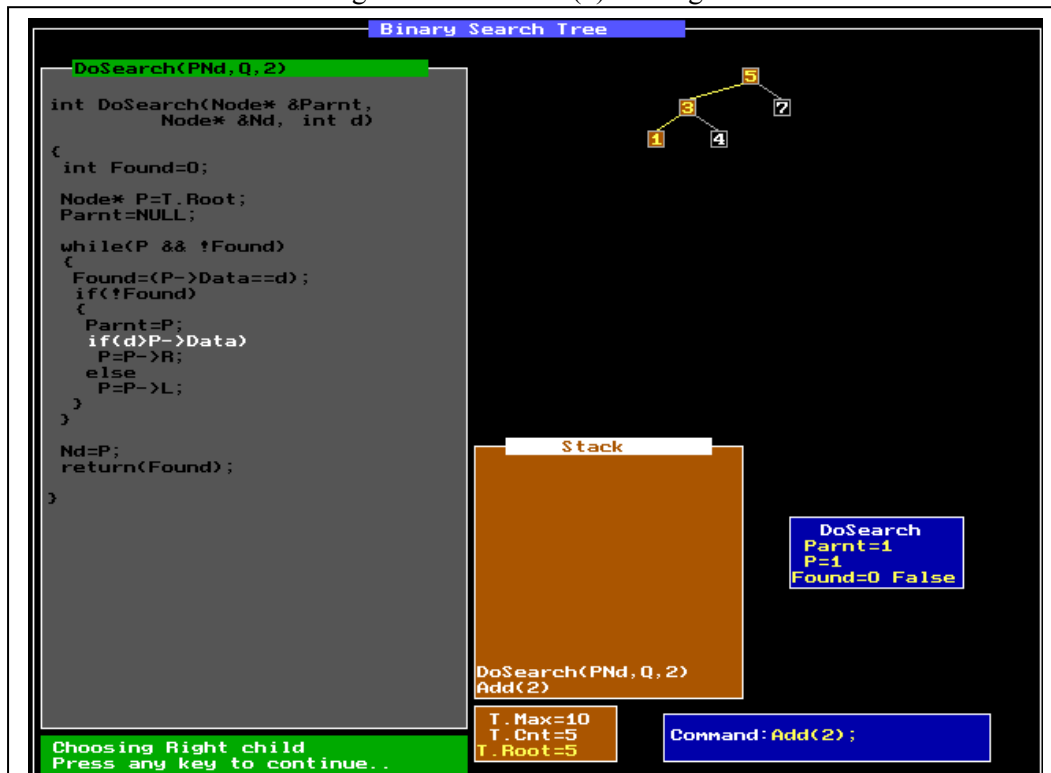 Binary Search Tree
DoSearch(PNd,Q,2)
int DoSearch(Node* &Parnt,
Node* &Nd, int d)
{
int Found=0;
Node* P=T.Root;
Parnt=NULL;
while(P && !Found)
{
Found=(P->Data==d);
if(!Found)
{
Parnt=P;
if(d>P->Data)
P=P->R;
else
P=P->L;
}
}
Nd=P;
return(Found);
}
Choosing Right child
Press any key to continue..
5
3 7
1 4
Stack
DoSearch(PNd,Q,2)
Add(2)
T.Max=10
T.Cnt=5
T.Root=5
DoSearch
Parnt=1
P=1
Found=0 False
Command:Add(2);